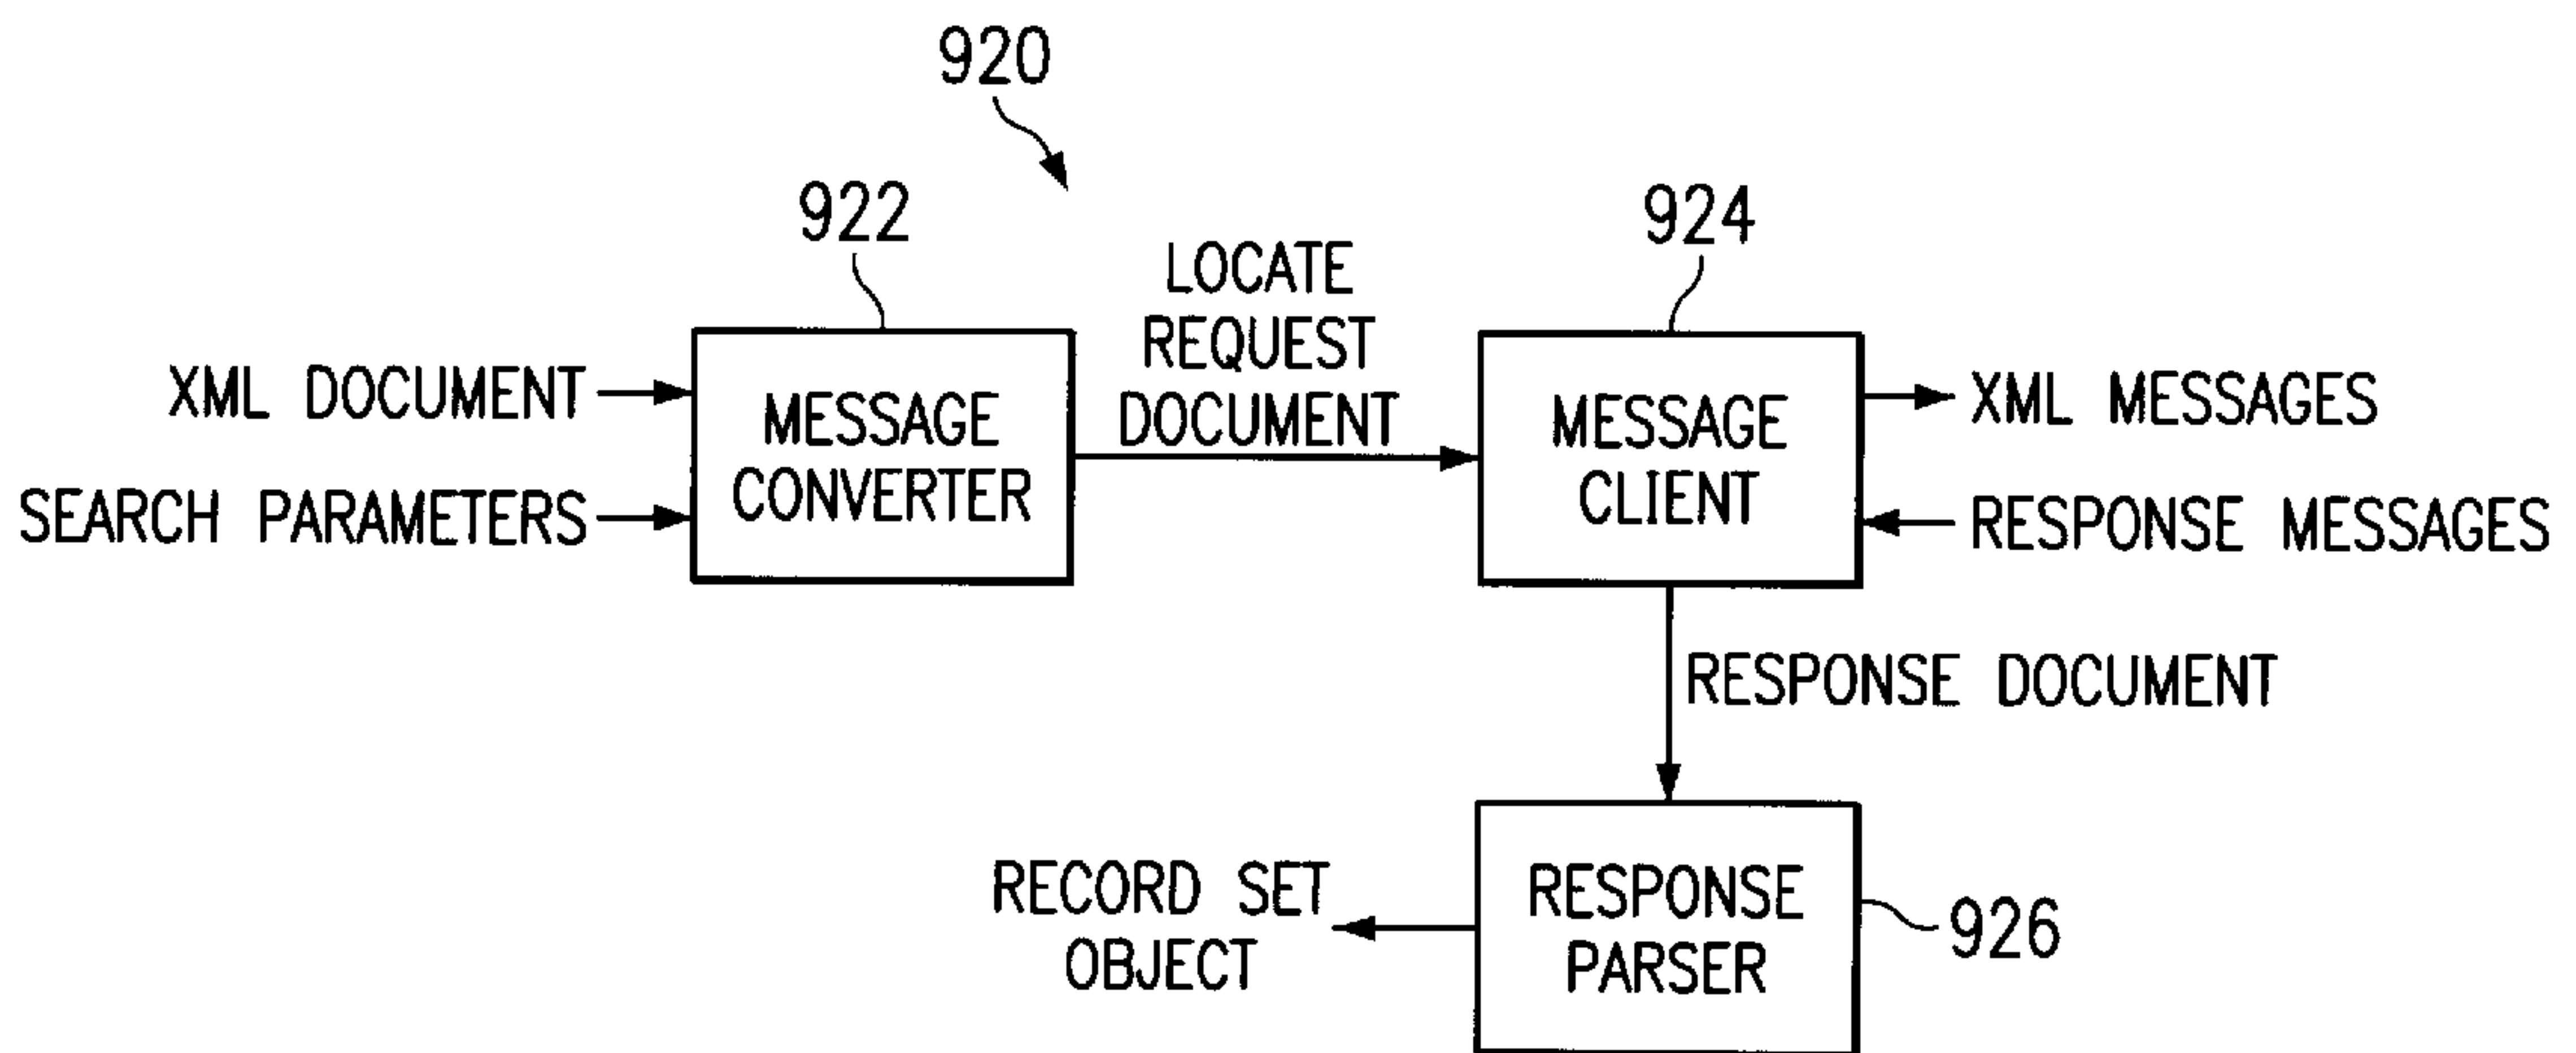 920
922
924
LOCATE
REQUEST
DOCUMENT
XML DOCUMENT
SEARCH PARAMETERS
MESSAGE
CONVERTER
MESSAGE
CLIENT
XML MESSAGES
RESPONSE MESSAGES
RESPONSE DOCUMENT
RECORD SET
OBJECT
RESPONSE
PARSER
926